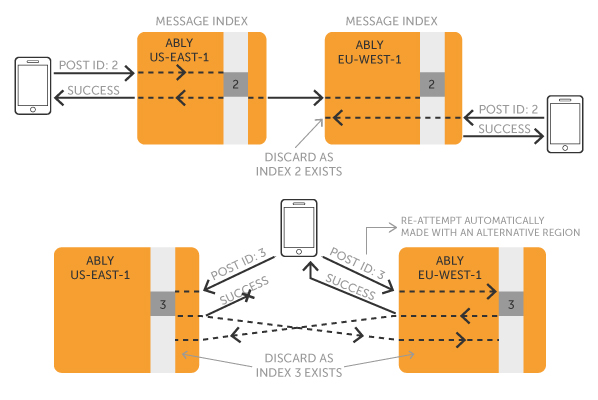 MESSAGE INDEX
MESSAGE INDEX
ABLY
US-EAST-1
ABLY
EU-WEST-1
POST ID: 2
2
2
SUCCESS
POST ID: 2
SUCCESS
DISCARD AS
INDEX 2 EXISTS
RE-ATTEMPT AUTOMATICALLY
MADE WITH AN ALTERNATIVE REGION
ABLY
US-EAST-1
POST ID: 3
POST ID: 3
ABLY
EU-WEST-1
3
SUCCESS
SUCCESS
3
DISCARD AS
INDEX 3 EXISTS